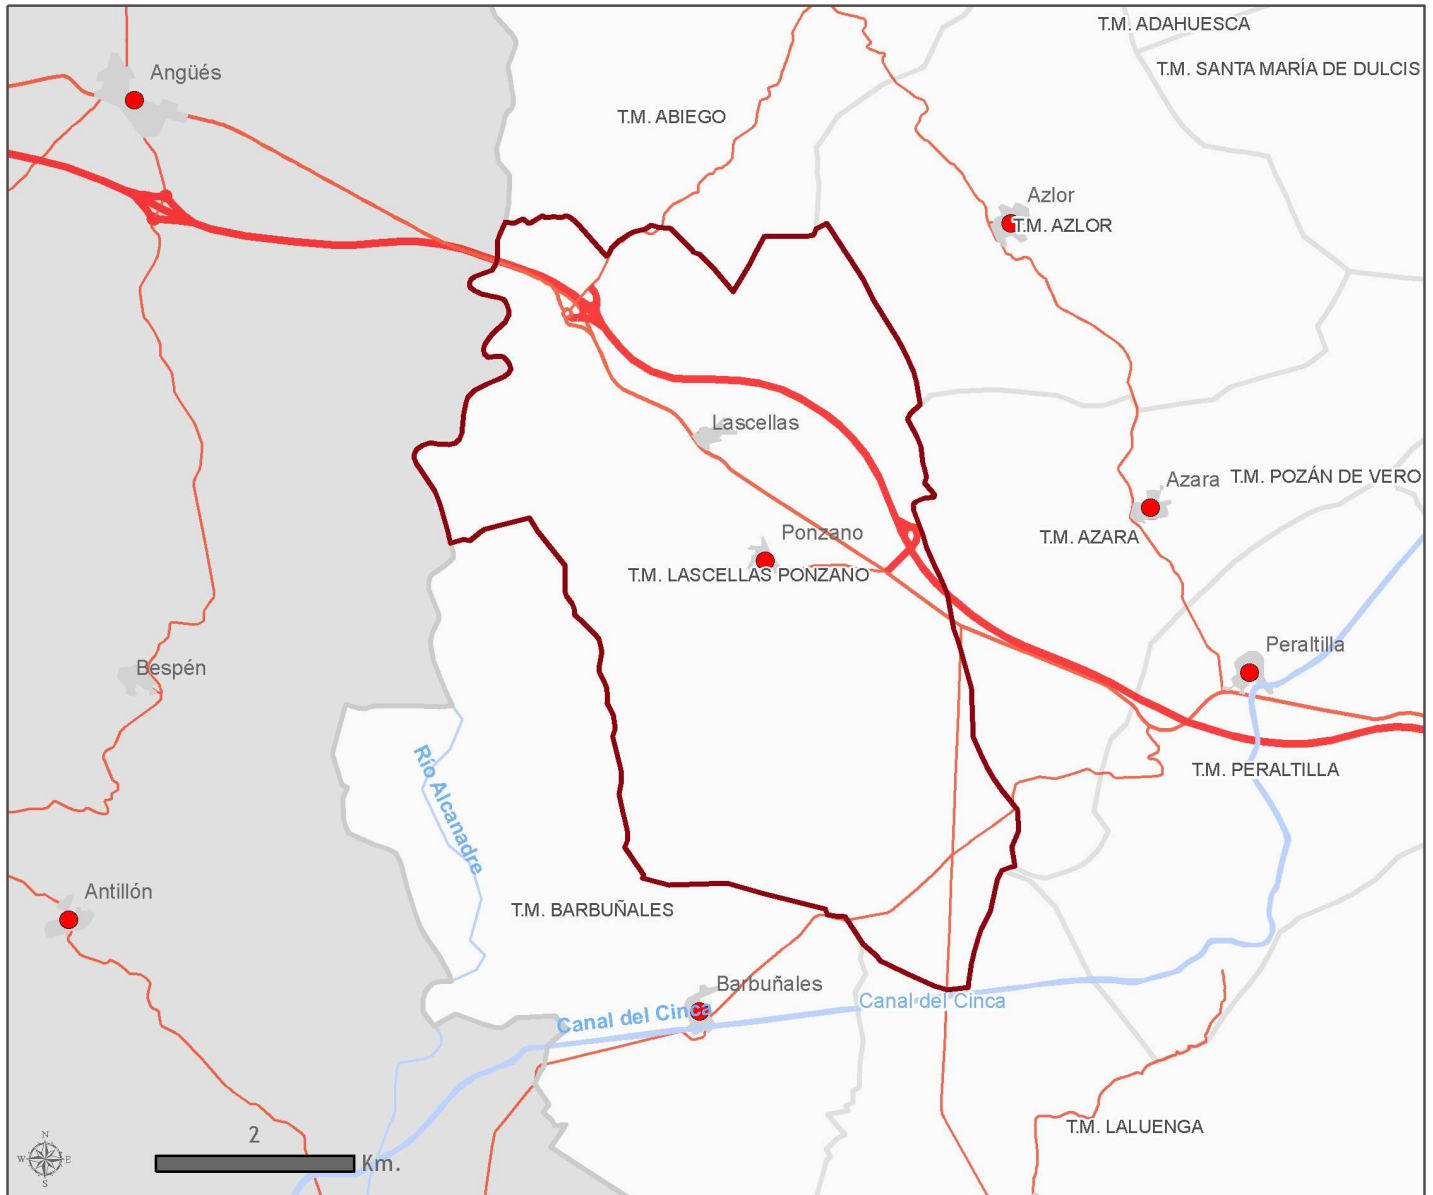 T.M. ADAHUESCA
T.M. SANTA MARÍA DE DULCIS
Angüés
T.M. ABIEGO
Azlor
T.M. AZLOR
Lascellas
Azara
T.M. POZÁN DE VERO
Ponzano
T.M. AZARA
T.M. LASCELLAS PONZANO
Peraltilla
Bespén
T.M. PERALTILLA
Río Alcanadre
Antillón
T.M. BARBUÑALES
Barbuñales
Canal del Cinca
Canal del Cinca
T.M. LALUENGA
2
Km.
N
W
E
S